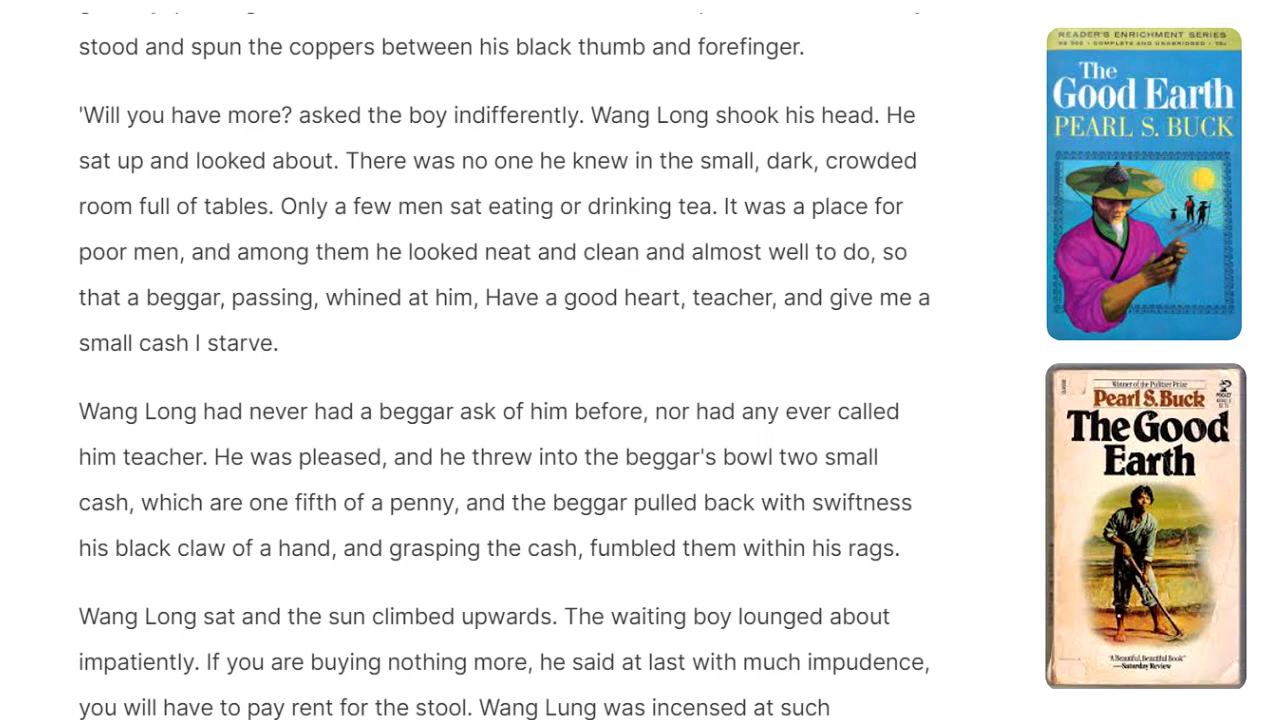 stood and spun the coppers between his black thumb and forefinger.
'Will you have more? asked the boy indifferently. Wang Long shook his head. He
sat up and looked about. There was no one he knew in the small, dark, crowded
room full of tables. Only a few men sat eating or drinking tea. It was a place for
poor men, and among them he looked neat and clean and almost well to do, so
that a beggar, passing, whined at him, Have a good heart, teacher, and give me a
small cash I starve.
Wang Long had never had a beggar ask of him before, nor had any ever called
him teacher. He was pleased, and he threw into the beggar's bowl two small
cash, which are one fifth of a penny, and the beggar pulled back with swiftness
his black claw of a hand, and grasping the cash, fumbled them within his rags.
Wang Long sat and the sun climbed upwards. The waiting boy lounged about
impatiently. If you are buying nothing more, he said at last with much impudence,
you will have to pay rent for the stool. Wang Lung was incensed at such
READER'S ENRICHMENT SERIES
COMPLETE AND UNABRIDGED
The
Good Earth
PEARL S. BUCK
Winner of the Pulitzer Prize
Pearl S. Buck
The Good
Earth
"A Beautiful, Beautiful Book"
—Saturday Review